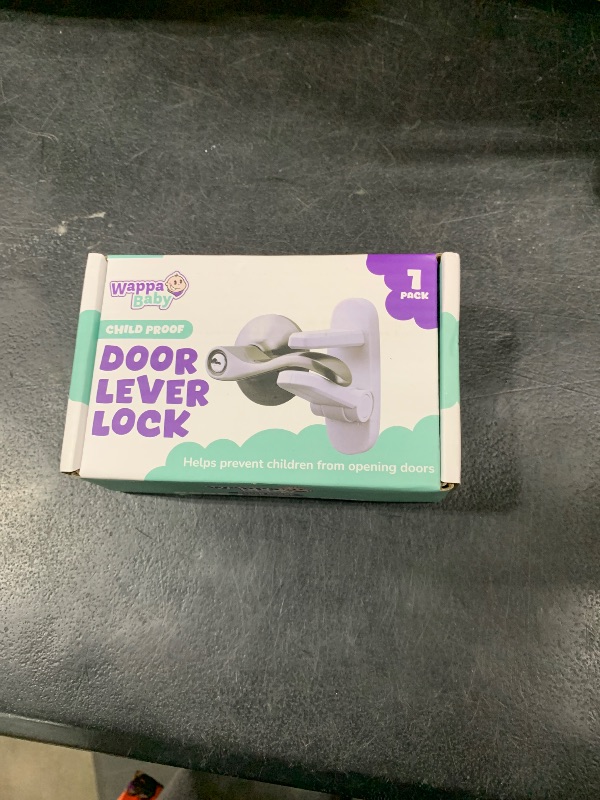 Wappa
Baby
1
PACK
CHILD PROOF
DOOR
LEVER
LOCK
Helps prevent children from opening doors